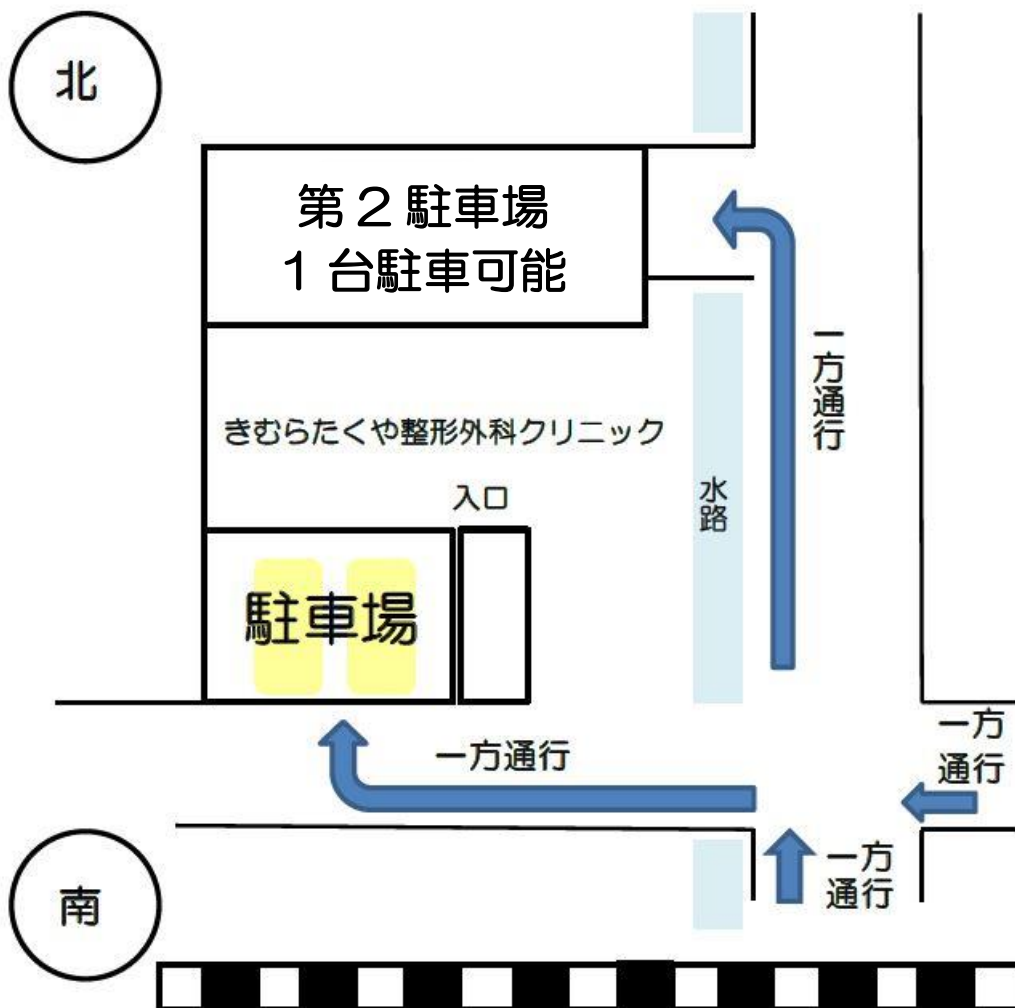 北
第２駐車場
１台駐車可能
一方通行
きむらたくや整形外科クリニック
入口
水路
駐車場
一方通行
一方
通行
一方
通行
南